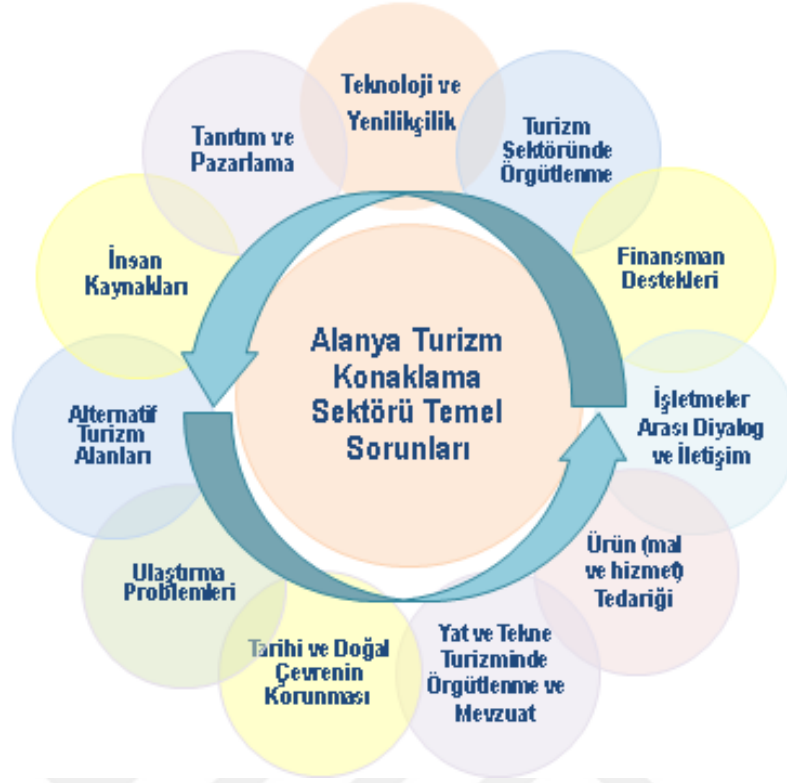 Teknoloji ve
Yenilikçilik
Turizm
Sektöründe
Örgütlenme
Finansman
Destekleri
İşletmeler
Arası Diyalog
ve İletişim
Ürün (mal
ve hizmet)
Tedariği
Yat ve Tekne
Turizminde
Örgütlenme ve
Mevzuat
Tarihi ve Doğal
Çevrenin
Korunması
Ulaştırma
Problemleri
Alternatif
Turizm
Alanları
İnsan
Kaynakları
Tanıtım ve
Pazarlama
Alanya Turizm
Konaklama
Sektörü Temel
Sorunları